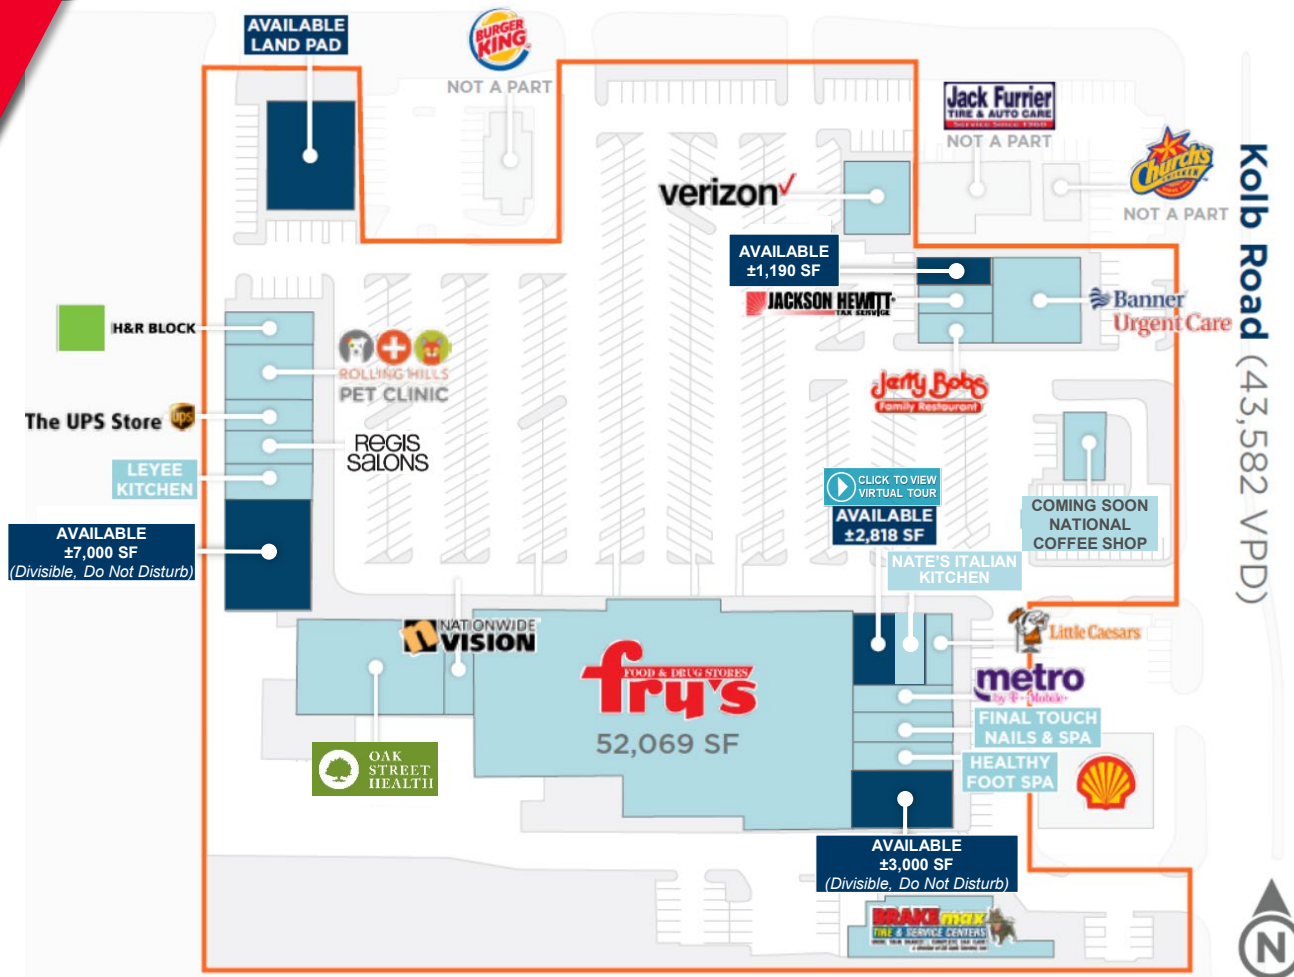 AVAILABLE
LAND PAD
BURGER
KING
NOT A PART
Jack Furrier
TIRE & AUTO CARE
Service Since 1960
NOT A PART
Church's
NOT A PART
verizon
AVAILABLE
±1,190 SF
JACKSON HEWITT
TAX SERVICE
Banner
Urgent Care
Kolb Road (43,582 VPD)
H&R BLOCK
ROLLING HILLS
PET CLINIC
Jerry Bobs
Family Restaurant
The UPS Store
ups
REGIS
SALONS
LEYEE
KITCHEN
CLICK TO VIEW
VIRTUAL TOUR
AVAILABLE
±2,818 SF
COMING SOON
NATIONAL
COFFEE SHOP
AVAILABLE
±7,000 SF
(Divisible, Do Not Disturb)
NATE'S ITALIAN
KITCHEN
NATIONWIDE
VISION
Little Caesars
FOOD & DRUG STORES
fry's
52,069 SF
metro
by T-Mobile
FINAL TOUCH
NAILS & SPA
OAK
STREET
HEALTH
HEALTHY
FOOT SPA
AVAILABLE
±3,000 SF
(Divisible, Do Not Disturb)
BRAKEmax
TIRE & SERVICE CENTERS
N